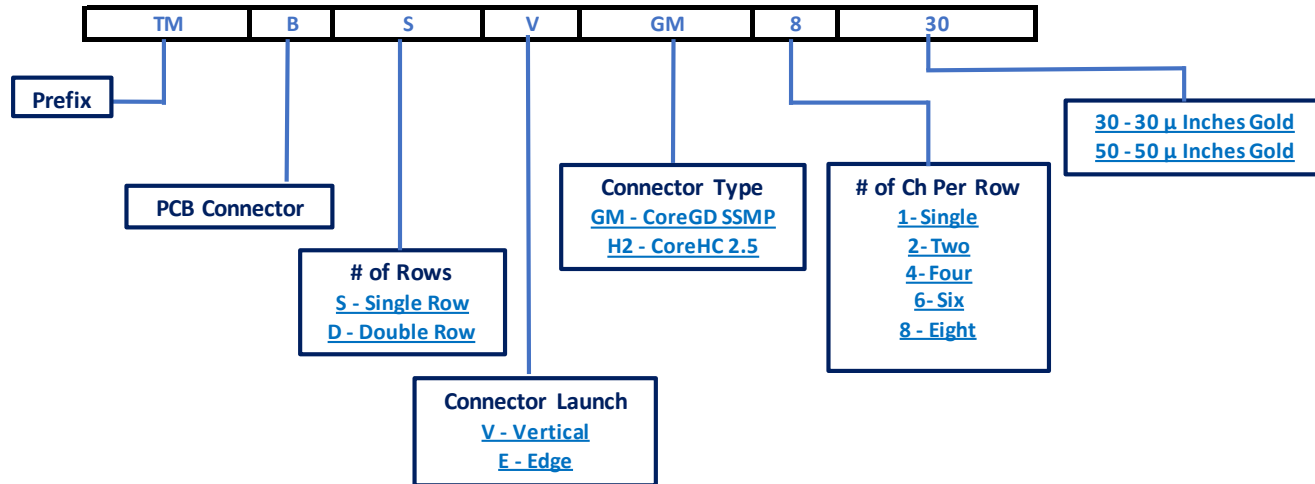 TM B S V GM 8 30
Prefix
PCB Connector
# of Rows
S - Single Row
D - Double Row
Connector Launch
V - Vertical
E - Edge
Connector Type
GM - CoreGD SSMP
H2 - CoreHC 2.5
# of Ch Per Row
1- Single
2- Two
4- Four
6- Six
8 - Eight
30 - 30 µ Inches Gold
50 - 50 µ Inches Gold